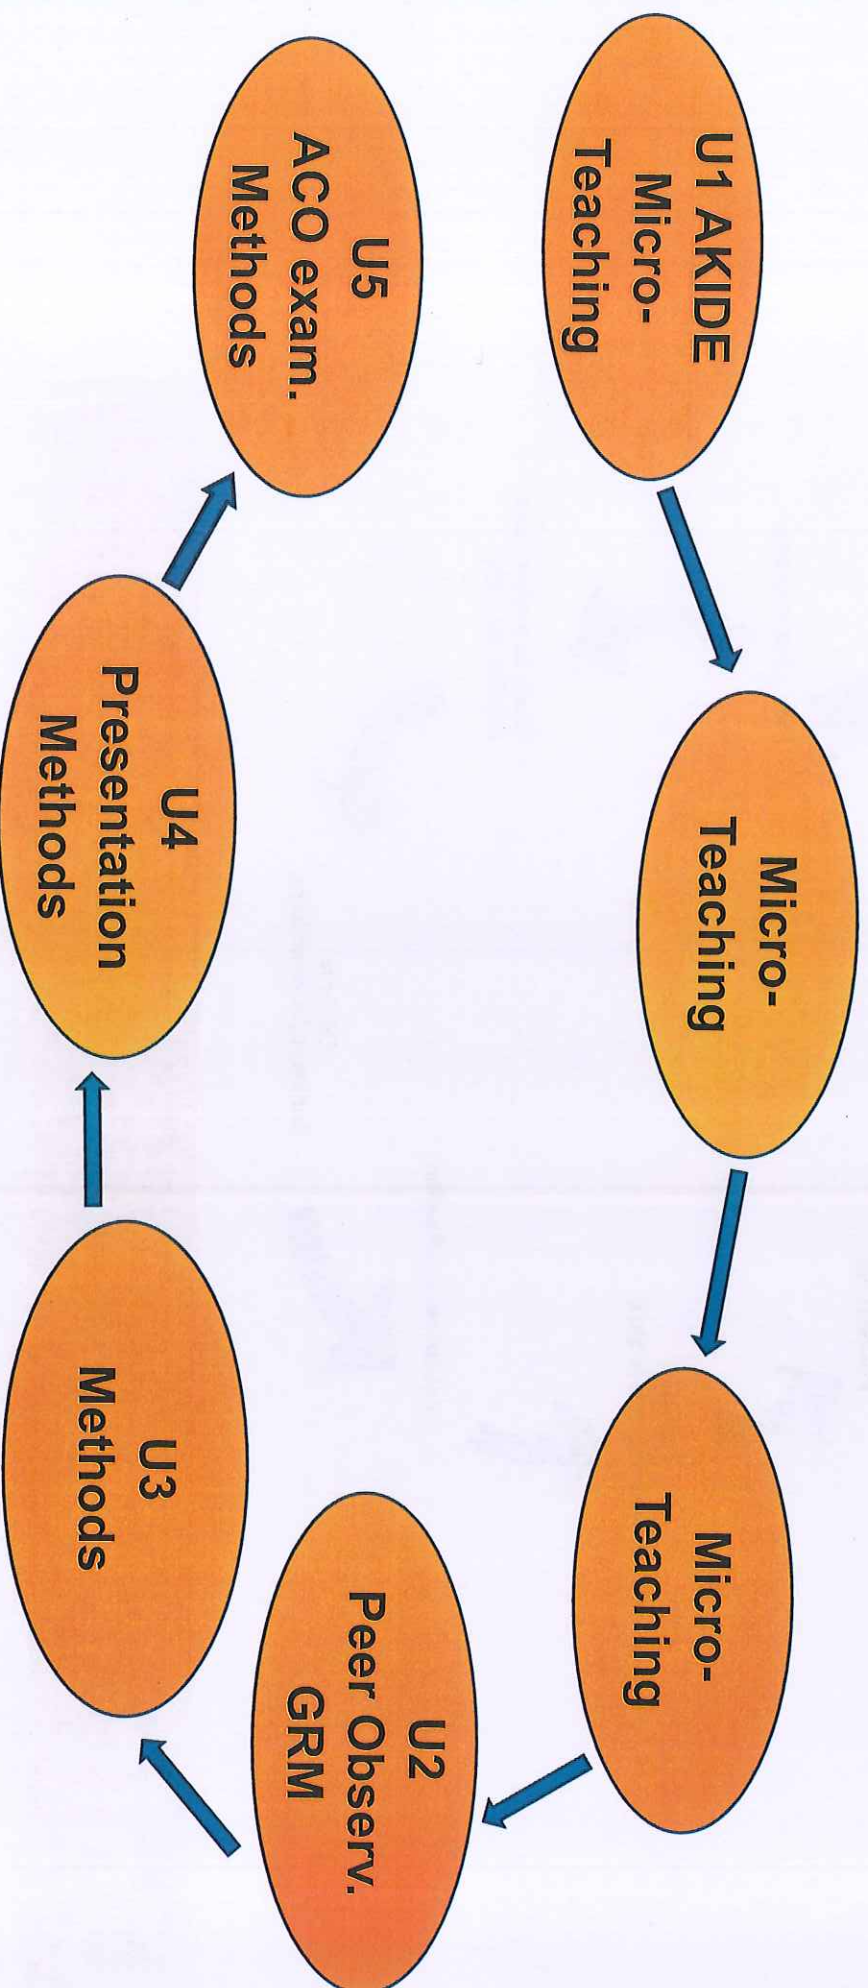 U1 AKIDE
Micro-
Teaching
Micro-
Teaching
Micro-
Teaching
U2
Peer Observ.
GRM
U3
Methods
U4
Presentation
Methods
U5
ACO exam.
Methods